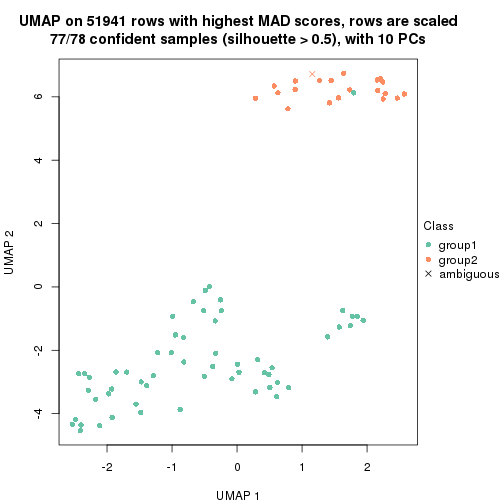 UMAP on 51941 rows with highest MAD scores, rows are scaled
77/78 confident samples (silhouette > 0.5), with 10 PCs
6
4
2
0
-2
-4
UMAP 2
-2
-1
0
1
2
UMAP 1
Class
group1
group2
ambiguous